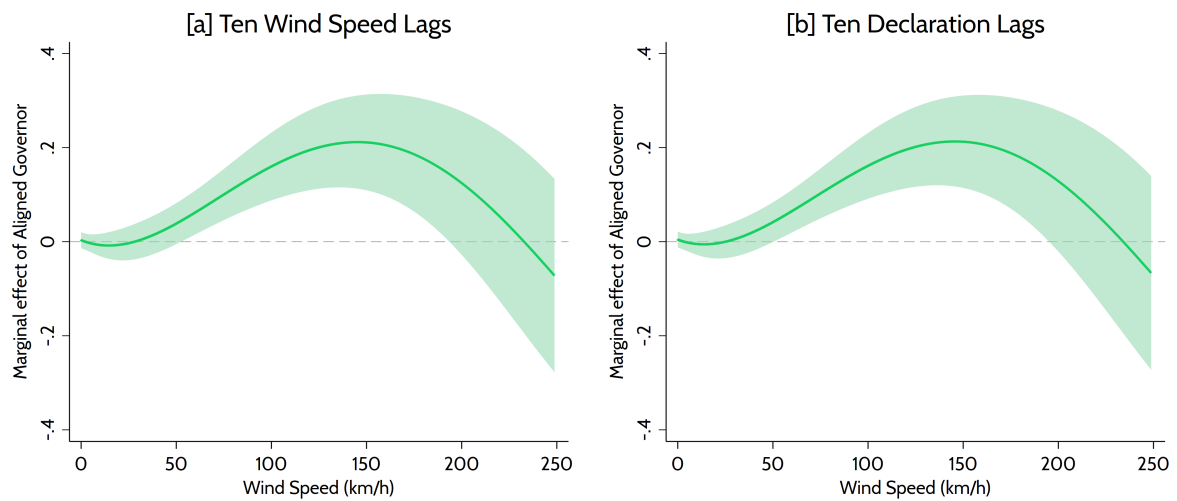 [a] Ten Wind Speed Lags
Marginal effect of Aligned Governor
.4
.2
0
-.2
-.4
0 50 100 150 200 250
Wind Speed (km/h)
[b] Ten Declaration Lags
Marginal effect of Aligned Governor
.4
.2
0
-.2
-.4
0 50 100 150 200 250
Wind Speed (km/h)